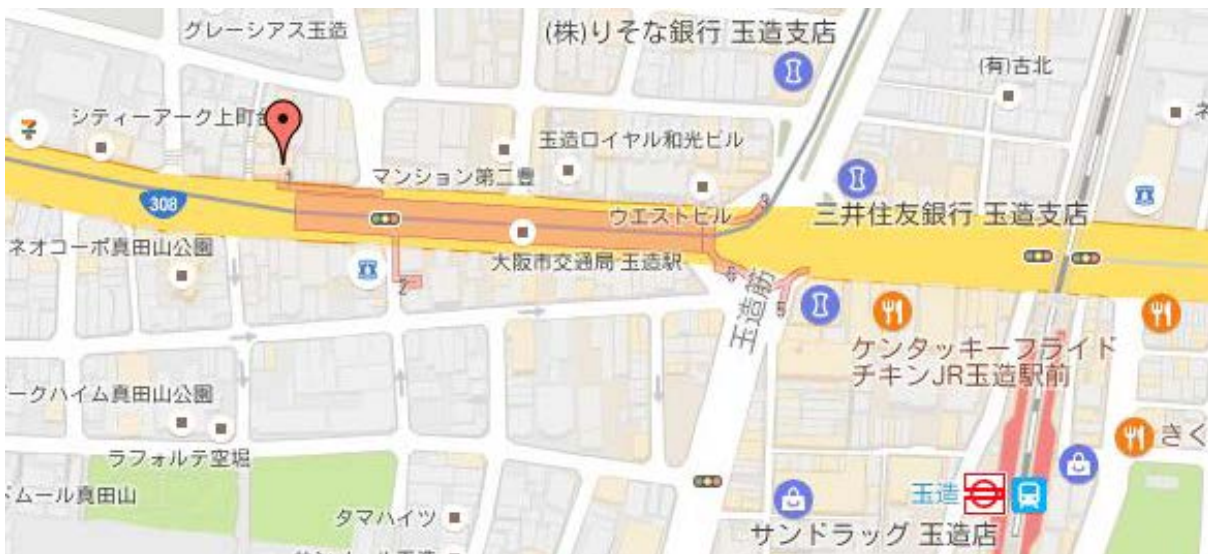 グレーシアス玉造
(株)りそな銀行 玉造支店
(有)古北
シティーアーク上町台
玉造ロイヤル和光ビル
1
マンション第二豊
308
ウエストビル
三井住友銀行 玉造支店
ネオコーポ真田山公園
大阪市交通局 玉造駅
2
玉造筋
ケンタッキーフライド
チキンJR玉造駅前
ークハイム真田山公園
きく
ラフォルテ空堀
ドムール真田山
玉造
タマハイツ
サンドラッグ 玉造店